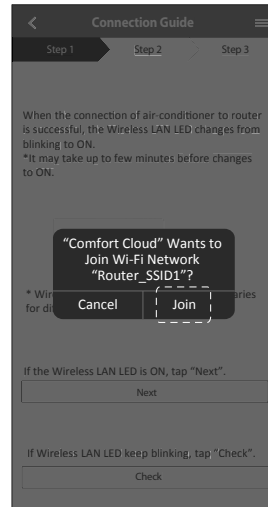 Connection Guide
Step 1 Step 2 Step 3
When the connection of air-conditioner to router
is successful, the Wireless LAN LED changes from
blinking to ON.
*It may take up to few minutes before changes
to ON.
“Comfort Cloud” Wants to
Join Wi-Fi Network
“Router_SSID1”?
Cancel Join
* Wir aries
for di
If the Wireless LAN LED is ON, tap “Next”.
Next
If Wireless LAN LED keep blinking, tap “Check”.
Check